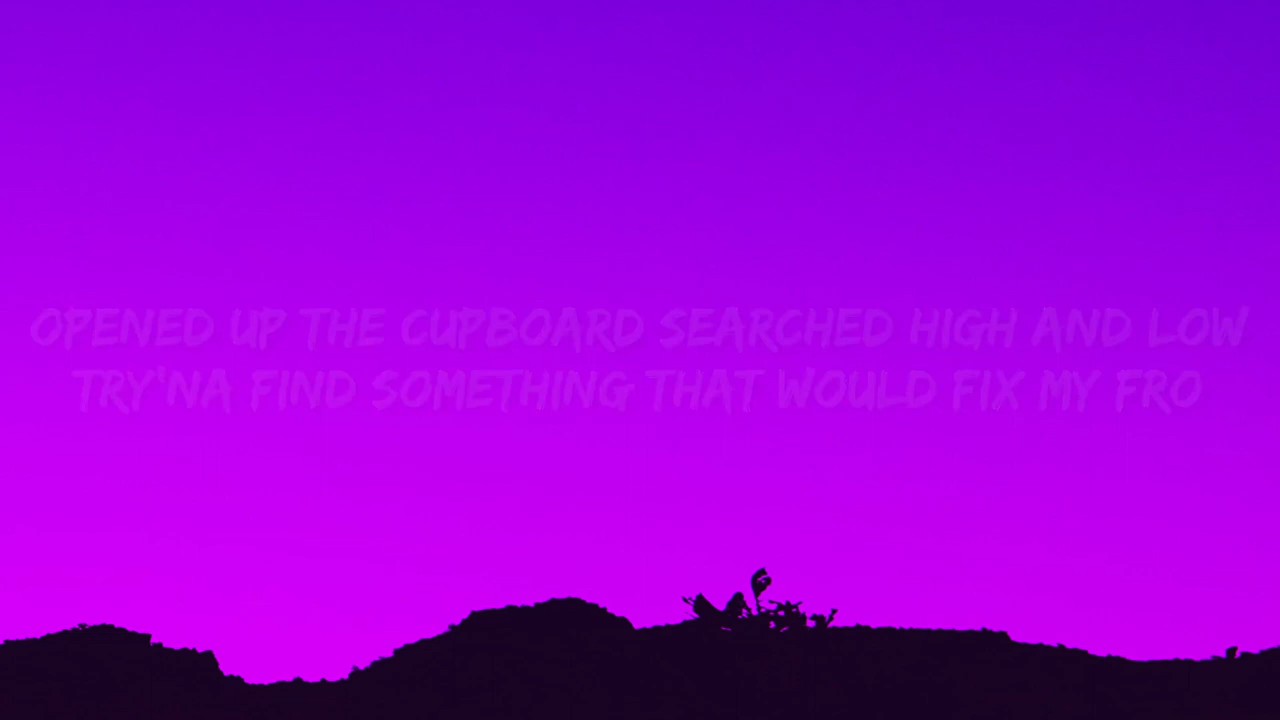 OPENED UP THE CUPBOARD SEARCHED HIGH AND LOW
TRY'NA FIND SOMETHING THAT WOULD FIX MY FRO